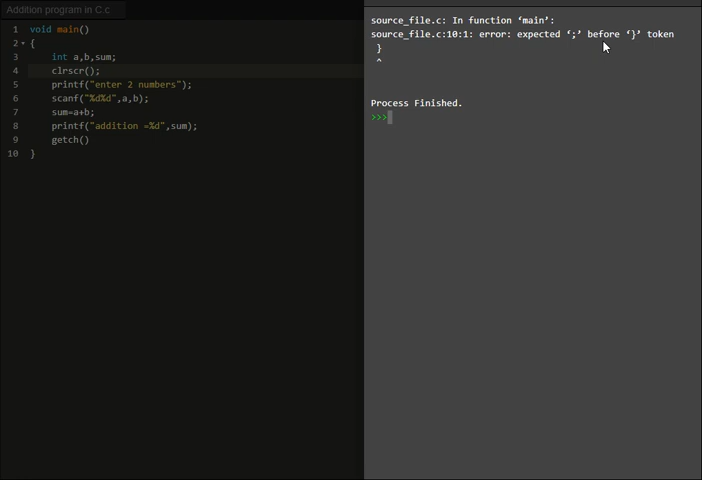 Addition program in C.c
1 void main()
2 {
3 int a,b,sum;
4 clrscr();
5 printf("enter 2 numbers");
6 scanf("%d%d",a,b);
7 sum=a+b;
8 printf("addition =%d",sum);
9 getch()
10 }
source_file.c: In function ‘main’:
source_file.c:10:1: error: expected ‘;’ before ‘}’ token
}
^
Process Finished.
>>>